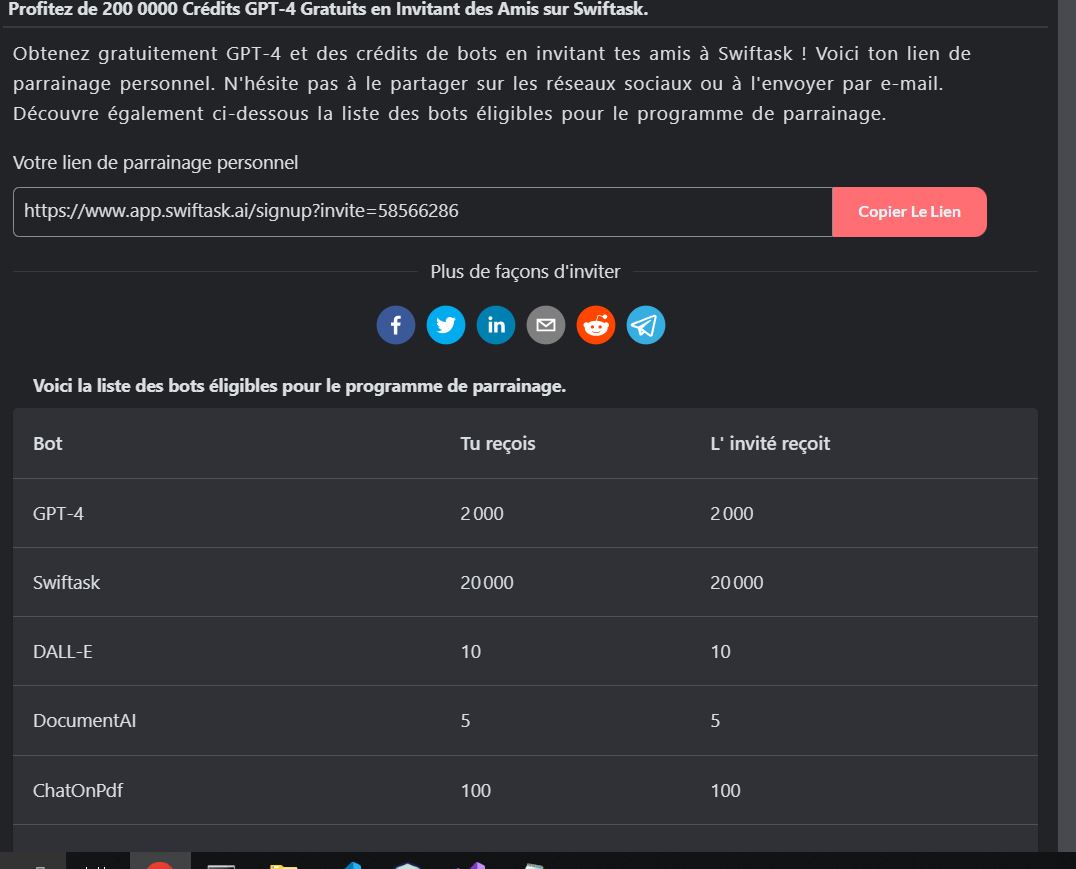 Profitez de 200 0000 Crédits GPT-4 Gratuits en Invitant des Amis sur Swiftask.
Obtenez gratuitement GPT-4 et des crédits de bots en invitant tes amis à Swiftask ! Voici ton lien de
parrainage personnel. N'hésite pas à le partager sur les réseaux sociaux ou à l'envoyer par e-mail.
Découvre également ci-dessous la liste des bots éligibles pour le programme de parrainage.
Votre lien de parrainage personnel
https://www.app.swiftask.ai/signup?invite=58566286 Copier Le Lien
Plus de façons d'inviter
Voici la liste des bots éligibles pour le programme de parrainage.
Bot Tu reçois L' invité reçoit
GPT-4 2 000 2 000
Swiftask 20 000 20 000
DALL-E 10 10
DocumentAI 5 5
ChatOnPdf 100 100